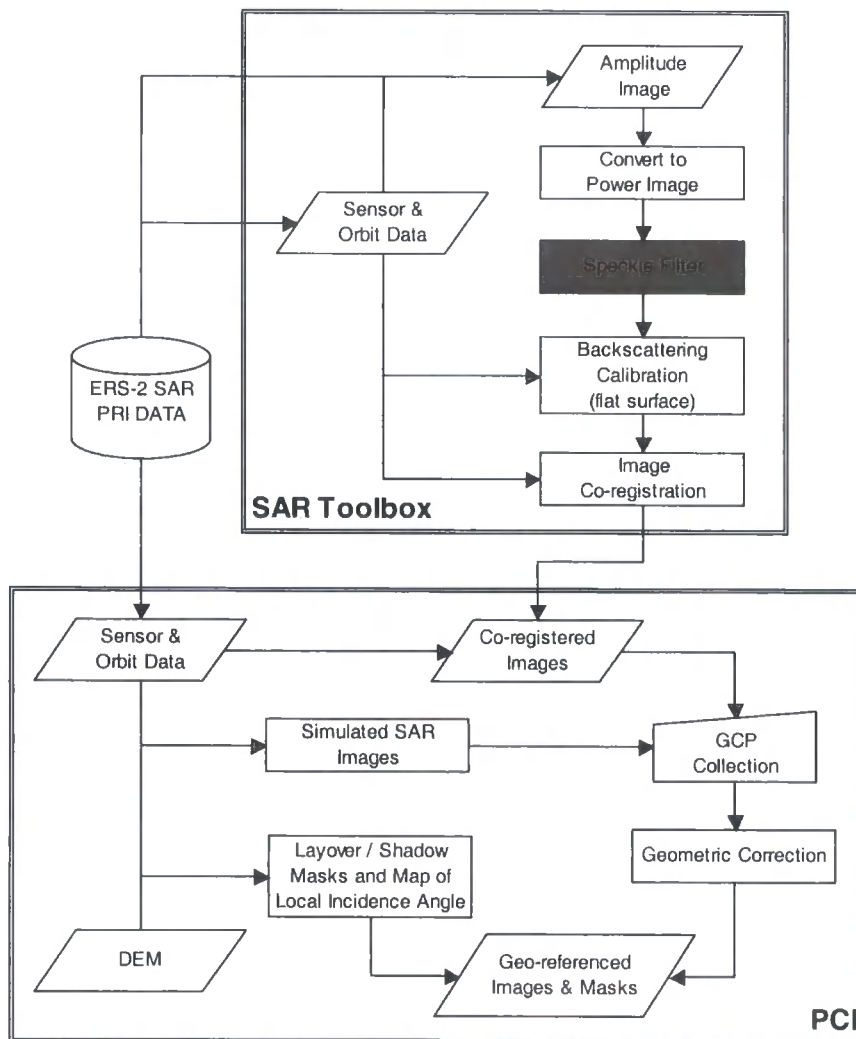 Amplitude
Image
Convert to
Power Image
Sensor &
Orbit Data
Speckle Filter
ERS-2 SAR
PRI DATA
Backscattering
Calibration
(flat surface)
Image
Co-registration
SAR Toolbox
Sensor &
Orbit Data
Co-registered
Images
Simulated SAR
Images
GCP
Collection
Layover / Shadow
Masks and Map of
Local Incidence Angle
Geometric Correction
DEM
Geo-referenced
Images & Masks
PCI